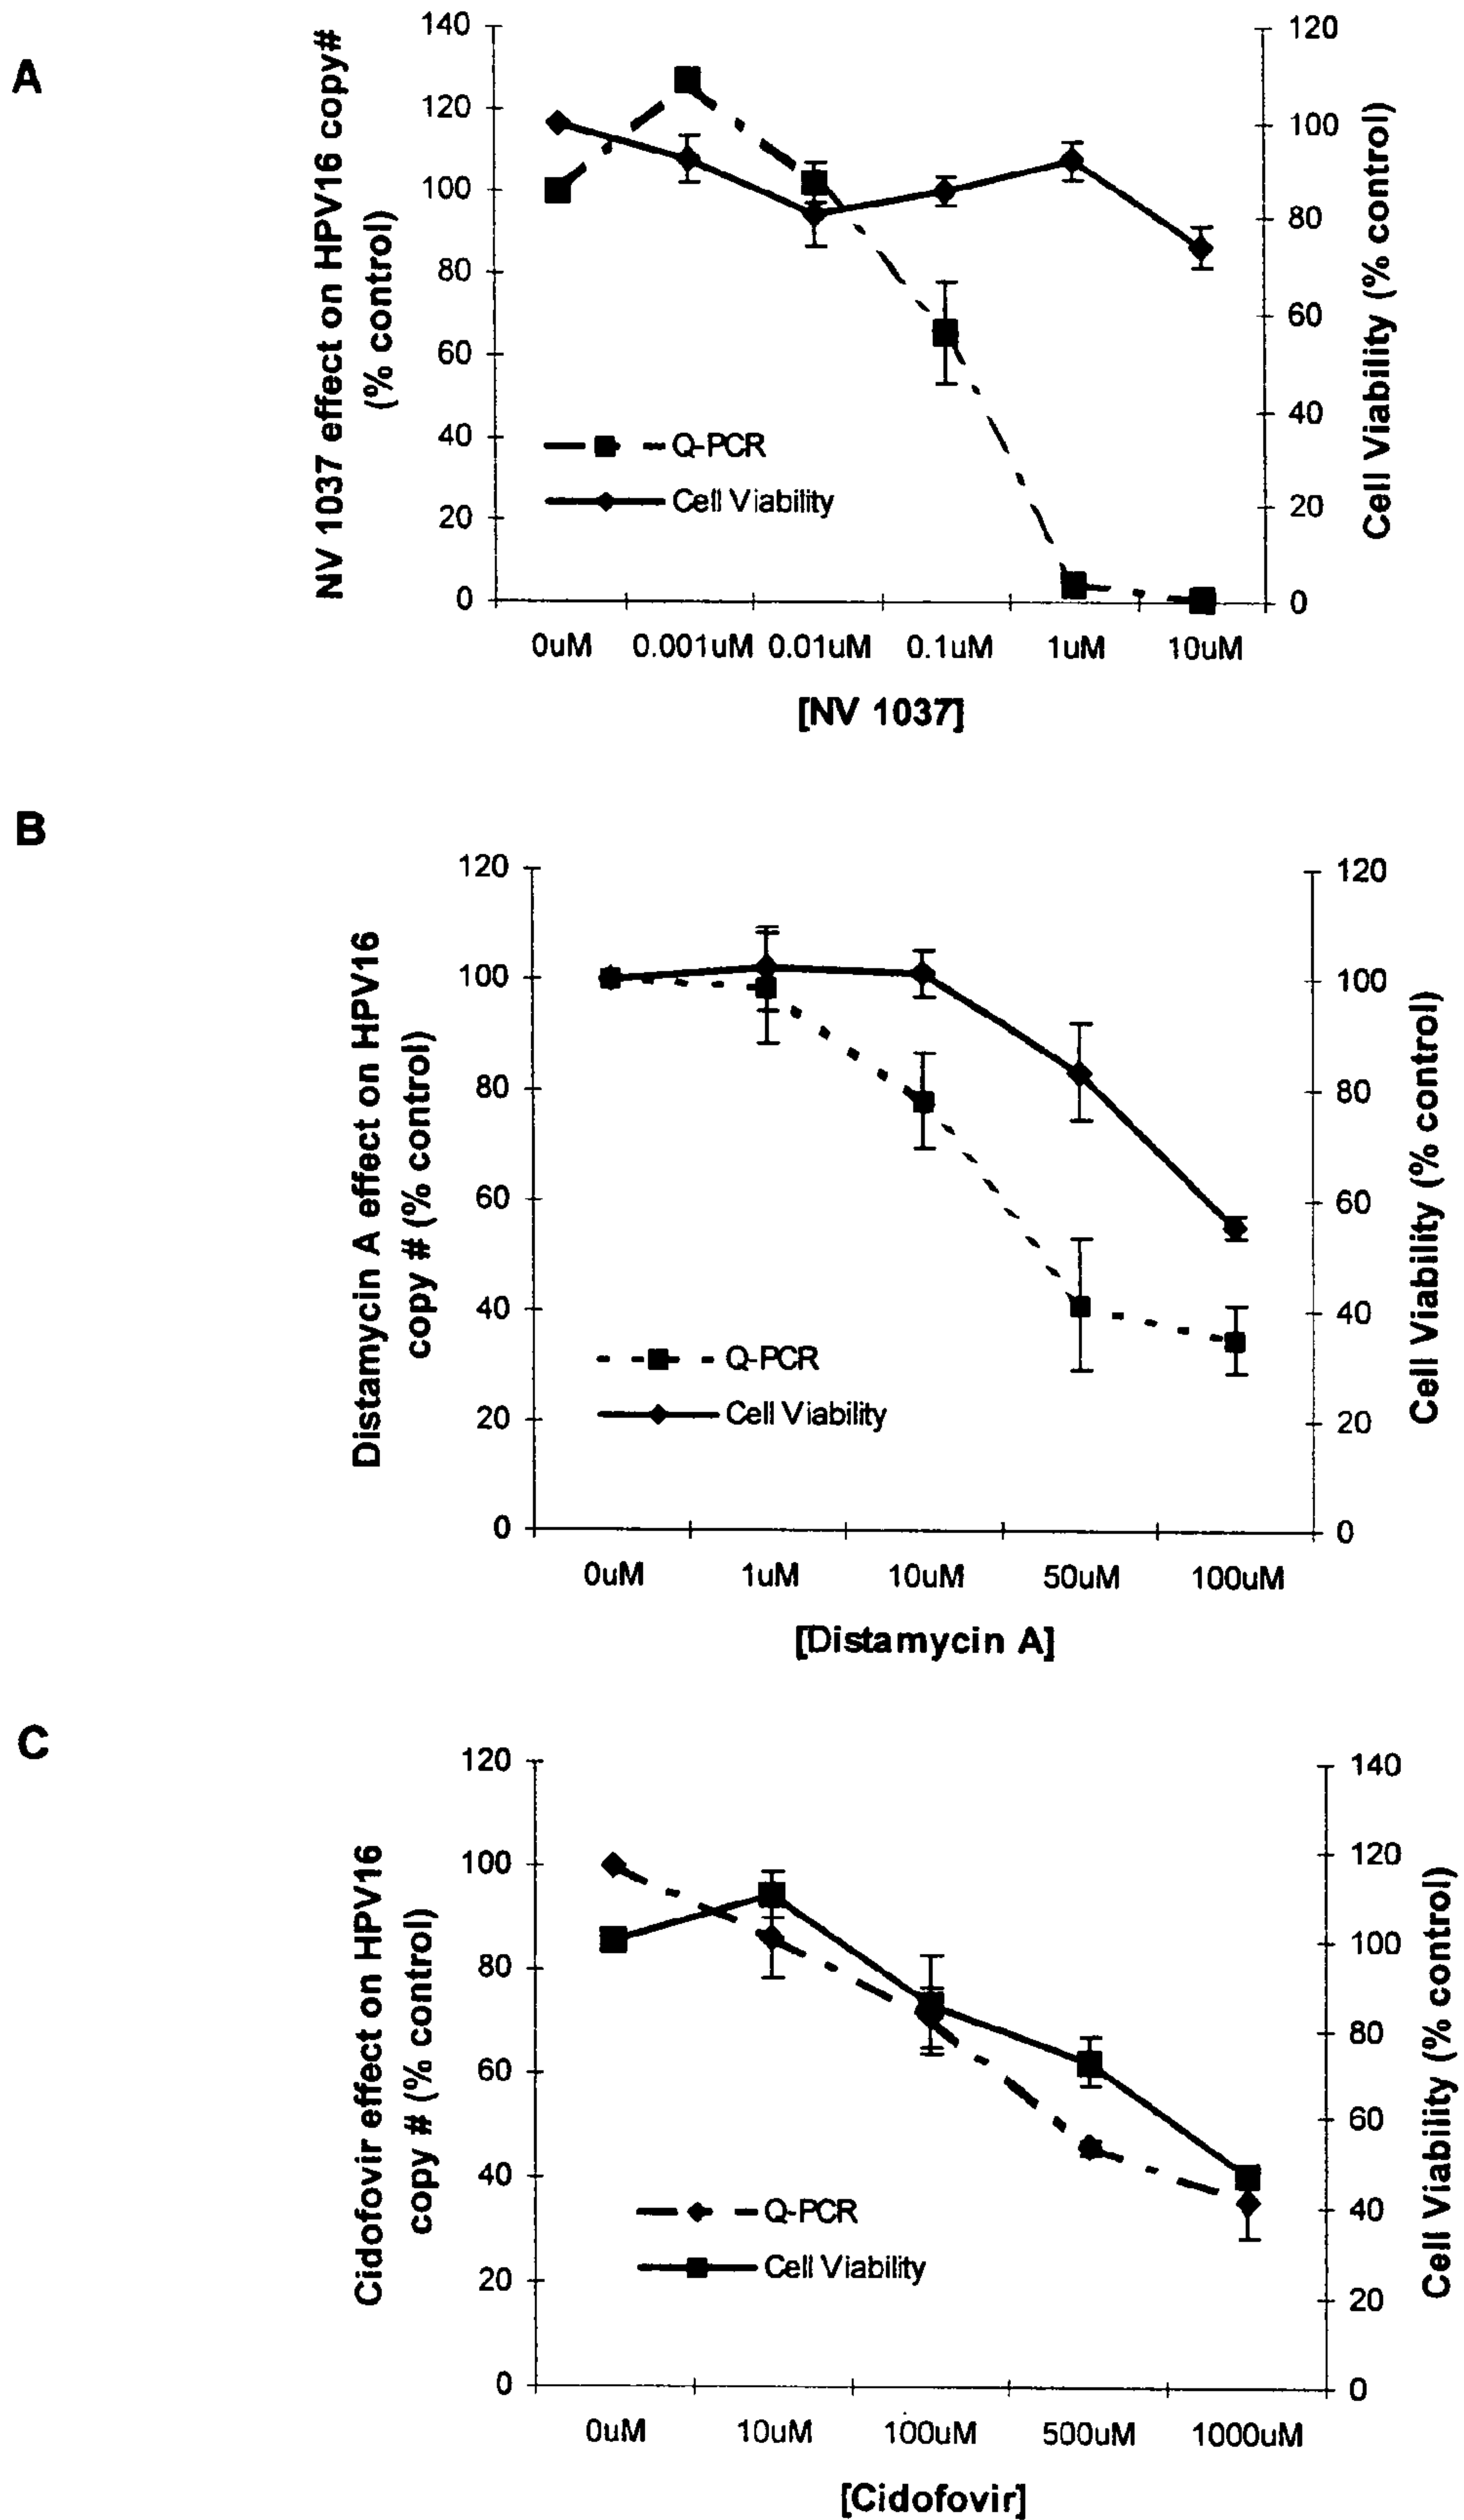 A
NV 1037 effect on HPV16 copy#
(% control)
140
120
100
80
60
40
20
0
120
100
80
60
40
20
0
Cell Viability (% control)
Q-PCR
Cell Viability
0uM 0.001uM 0.01uM 0.1uM 1uM 10uM
[NV 1037]
B
Distamycin A effect on HPV16
copy # (% control)
120
100
80
60
40
20
0
120
100
80
60
40
20
0
Cell Viability (% control)
Q-PCR
Cell Viability
0uM 1uM 10uM 50uM 100uM
[Distamycin A]
C
Cidofovir effect on HPV16
copy # (% control)
120
100
80
60
40
20
0
140
120
100
80
60
40
20
0
Cell Viability (% control)
Q-PCR
Cell Viability
0uM 10uM 100uM 500uM 1000uM
[Cidofovir]